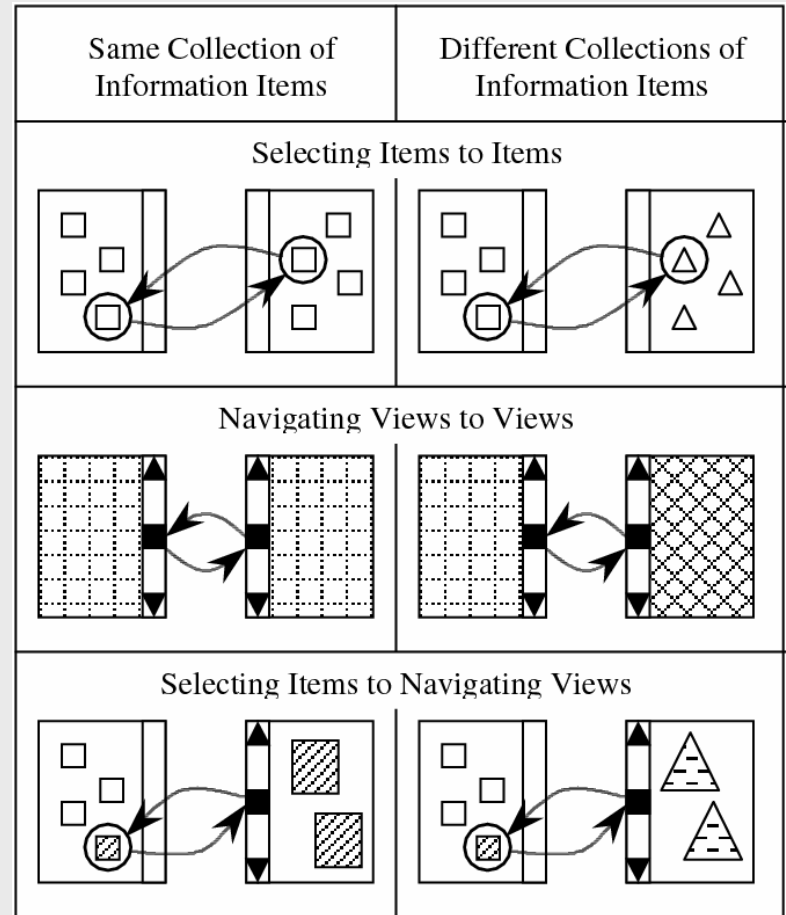 Same Collection of
Information Items
Different Collections of
Information Items
Selecting Items to Items
Navigating Views to Views
Selecting Items to Navigating Views